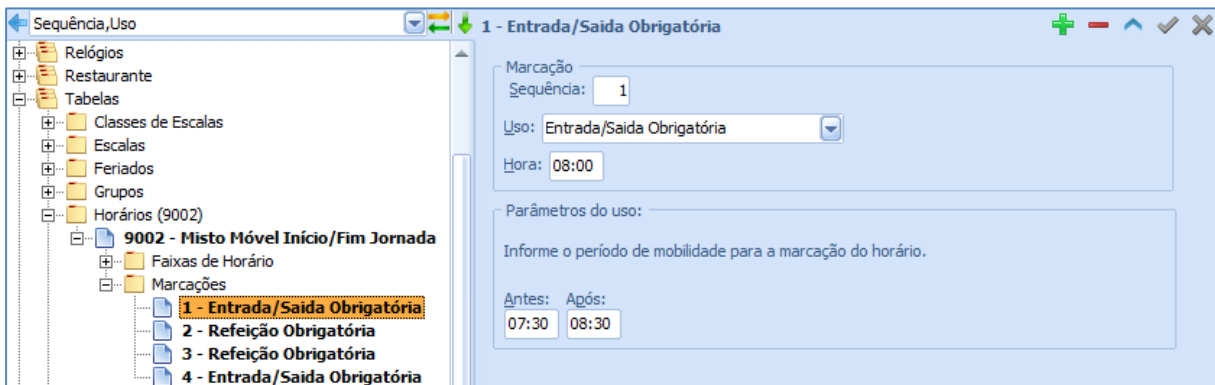 Sequência,Uso
Relógios
Restaurante
Tabelas
Classes de Escalas
Escalas
Feriados
Grupos
Horários (9002)
9002 - Misto Móvel Início/Fim Jornada
Faixas de Horário
Marcações
1 - Entrada/Saida Obrigatória
2 - Refeição Obrigatória
3 - Refeição Obrigatória
4 - Entrada/Saida Obrigatória
1 - Entrada/Saida Obrigatória
Marcação
Sequência: 1
Uso: Entrada/Saida Obrigatória
Hora: 08:00
Parâmetros do uso:
Informe o período de mobilidade para a marcação do horário.
Antes: Após:
07:30 08:30